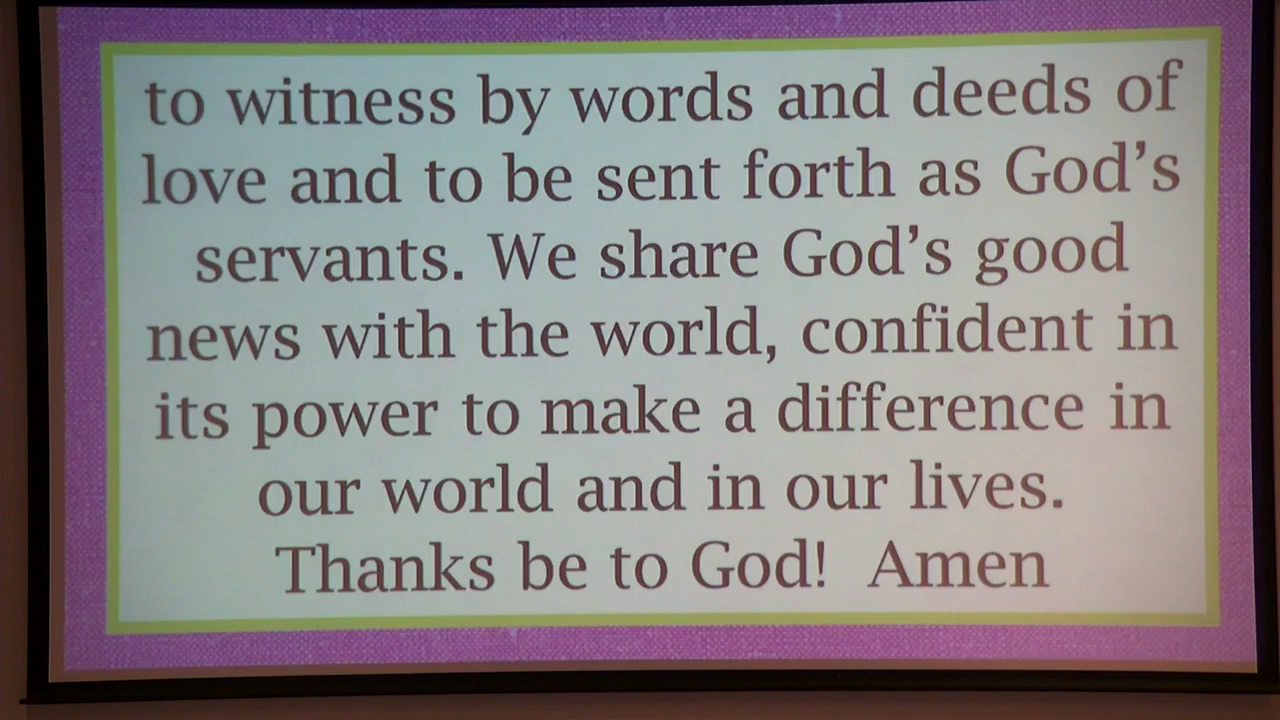 to witness by words and deeds of
love and to be sent forth as God’s
servants. We share God’s good
news with the world, confident in
its power to make a difference in
our world and in our lives.
Thanks be to God!  Amen